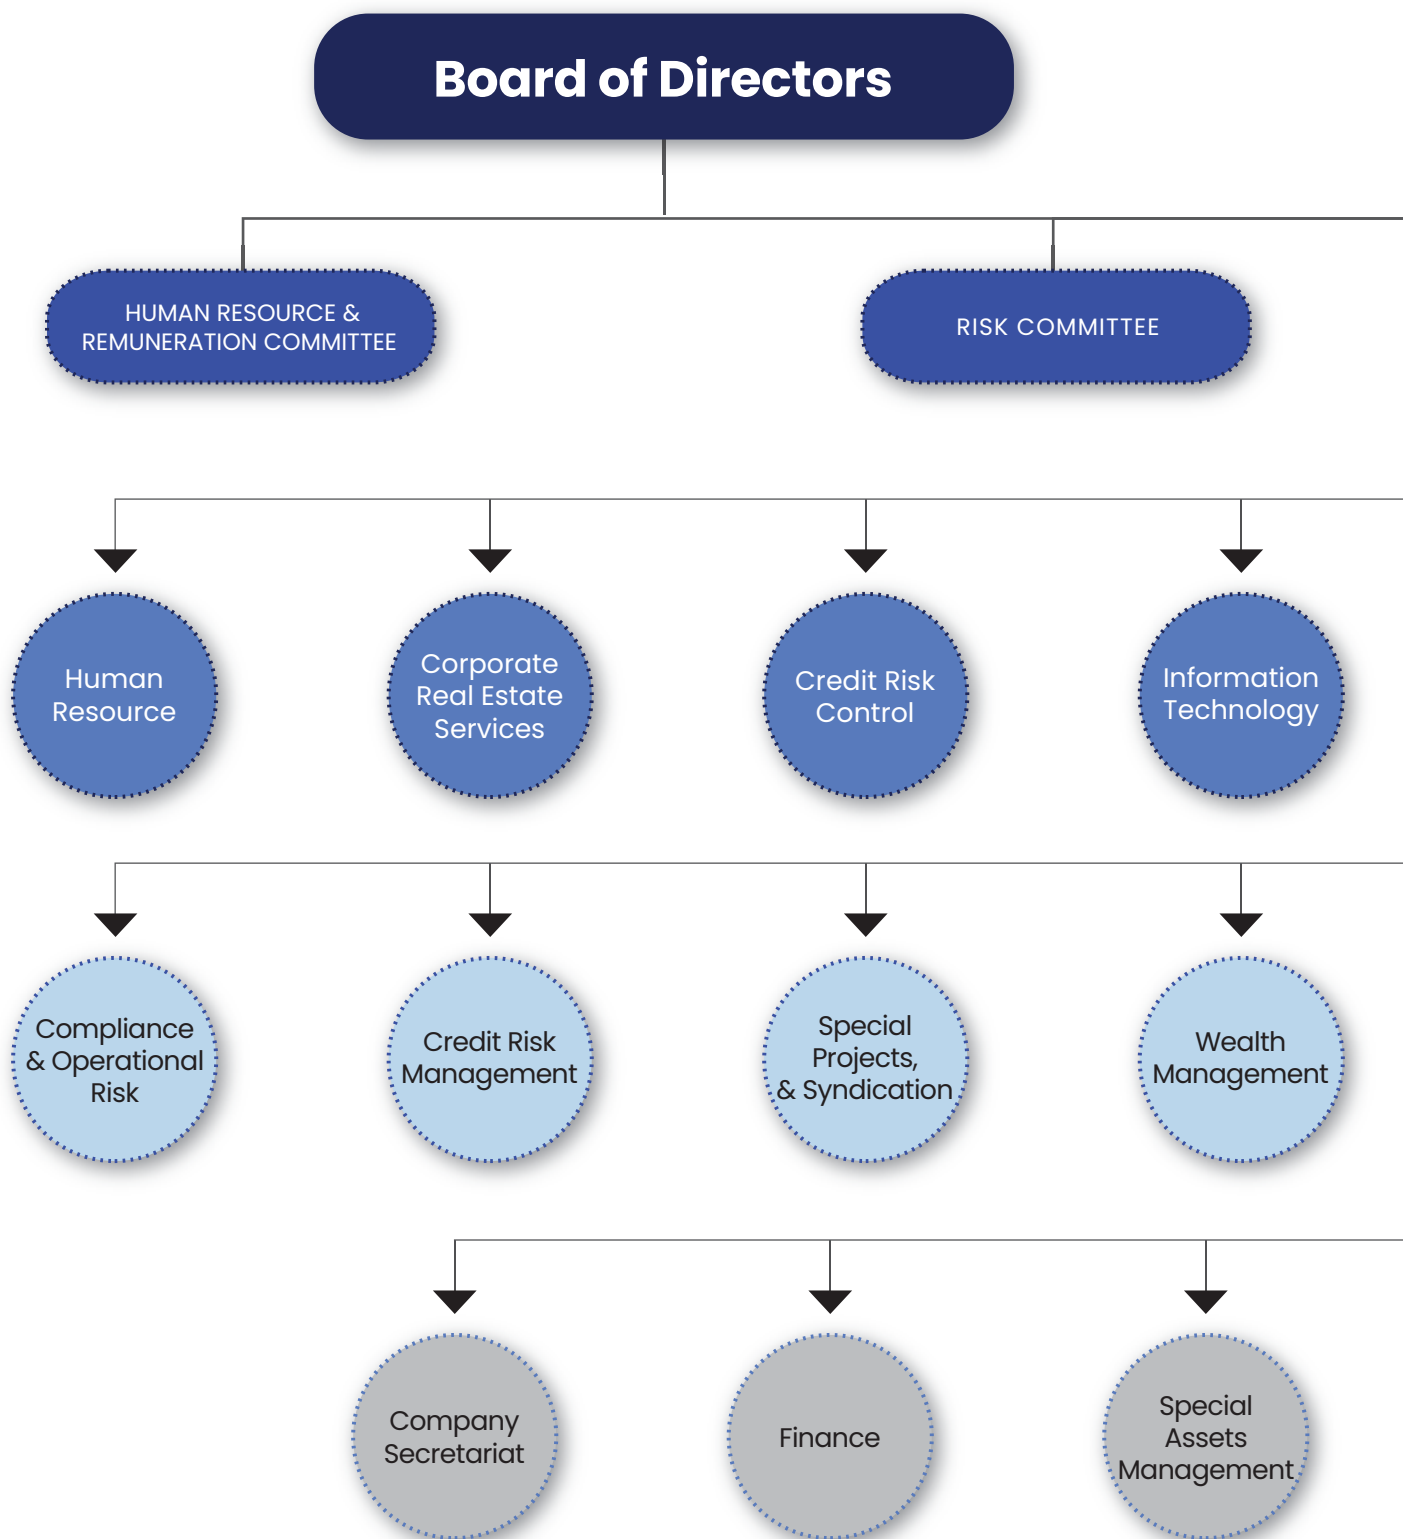 Board of Directors
HUMAN RESOURCE &
REMUNERATION COMMITTEE
RISK COMMITTEE
Human
Resource
Corporate
Real Estate
Services
Credit Risk
Control
Information
Technology
Compliance
& Operational
Risk
Credit Risk
Management
Special
Projects,
& Syndication
Wealth
Management
Company
Secretariat
Finance
Special
Assets
Management